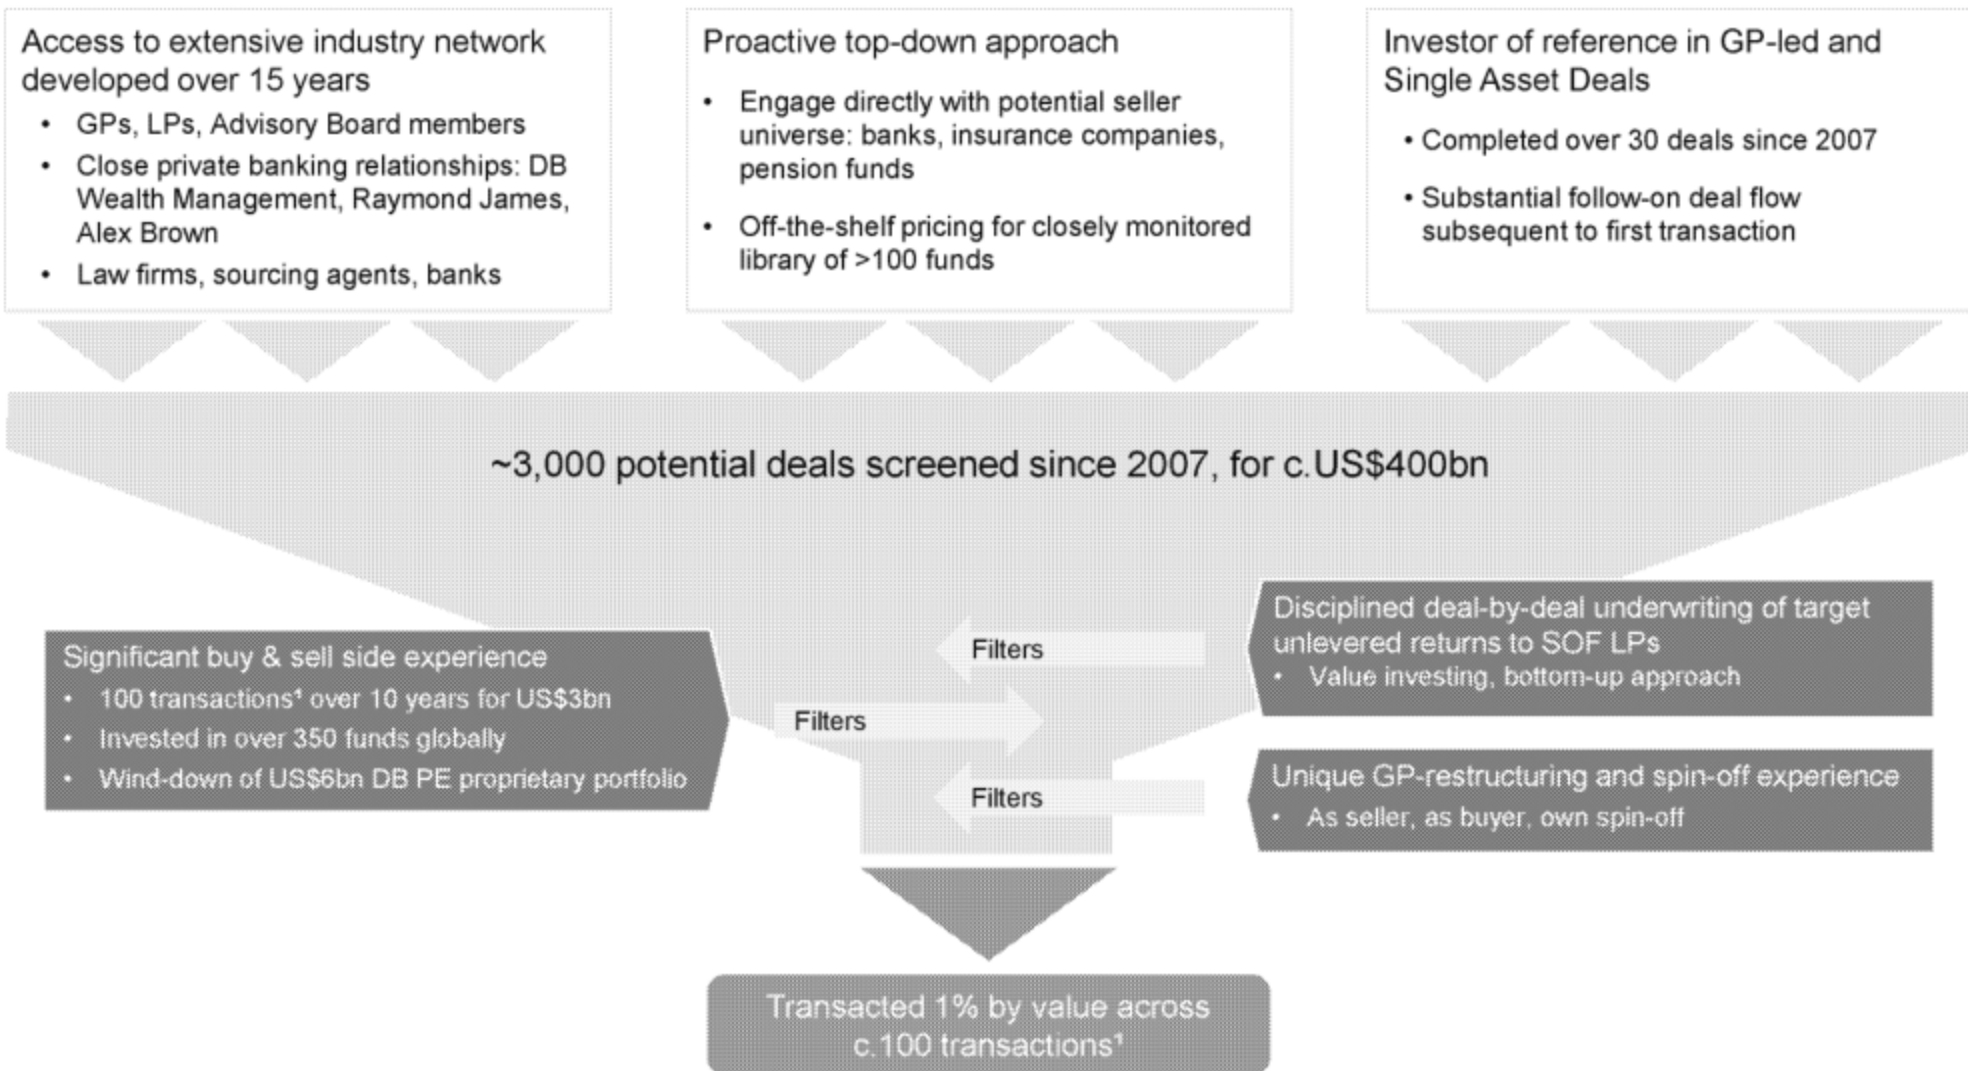 Access to extensive industry network
developed over 15 years
• GPs, LPs, Advisory Board members
• Close private banking relationships: DB
Wealth Management, Raymond James,
Alex Brown
• Law firms, sourcing agents, banks
Proactive top-down approach
• Engage directly with potential seller
universe: banks, insurance companies,
pension funds
• Off-the-shelf pricing for closely monitored
library of >100 funds
Investor of reference in GP-led and
Single Asset Deals
• Completed over 30 deals since 2007
• Substantial follow-on deal flow
subsequent to first transaction
~3,000 potential deals screened since 2007, for c.US$400bn
Significant buy & sell side experience
• 100 transactions¹ over 10 years for US$3bn
• Invested in over 350 funds globally
• Wind-down of US$6bn DB PE proprietary portfolio
Filters
Filters
Filters
Disciplined deal-by-deal underwriting of target
unlevered returns to SOF LPs
• Value investing, bottom-up approach
Unique GP-restructuring and spin-off experience
• As seller, as buyer, own spin-off
Transacted 1% by value across
c.100 transactions¹